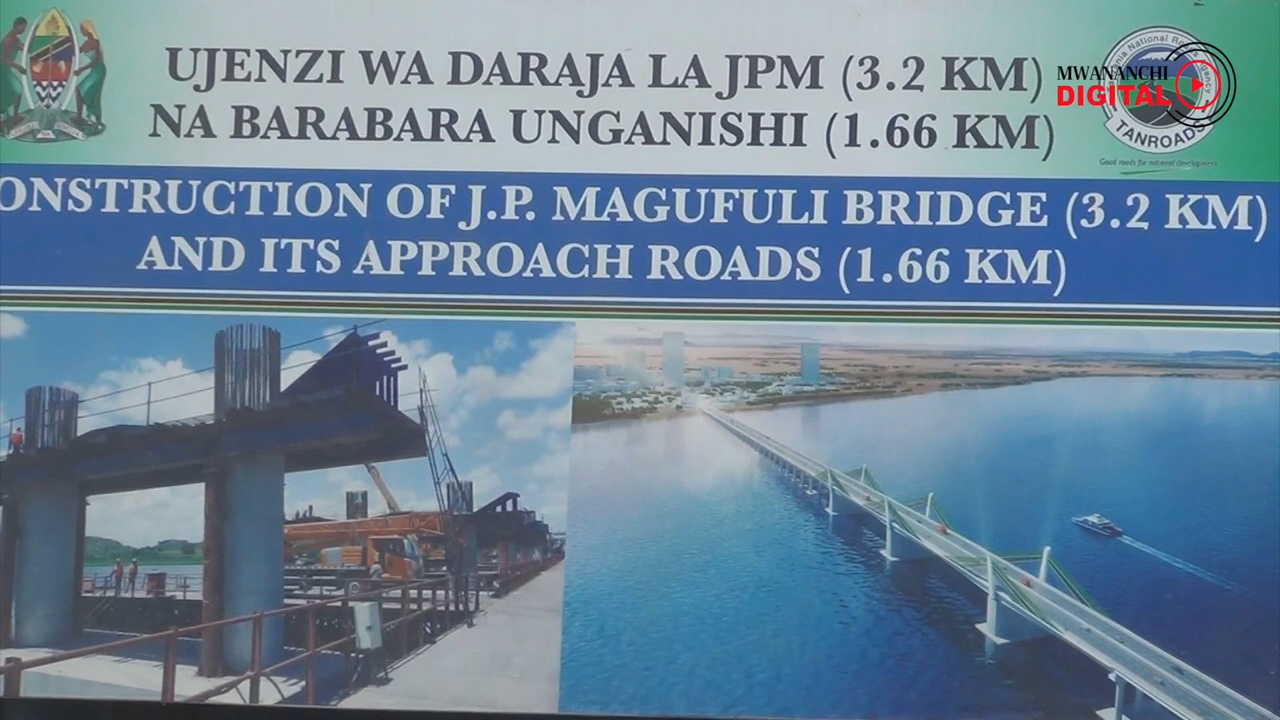 UJENZI WA DARAJA LA JPM (3.2 KM)
NA BARABARA UNGANISHI (1.66 KM)
MWANANCHI
DIGITAL
TANROADS
Good roads for national development
ONSTRUCTION OF J.P. MAGUFULI BRIDGE (3.2 KM)
AND ITS APPROACH ROADS (1.66 KM)